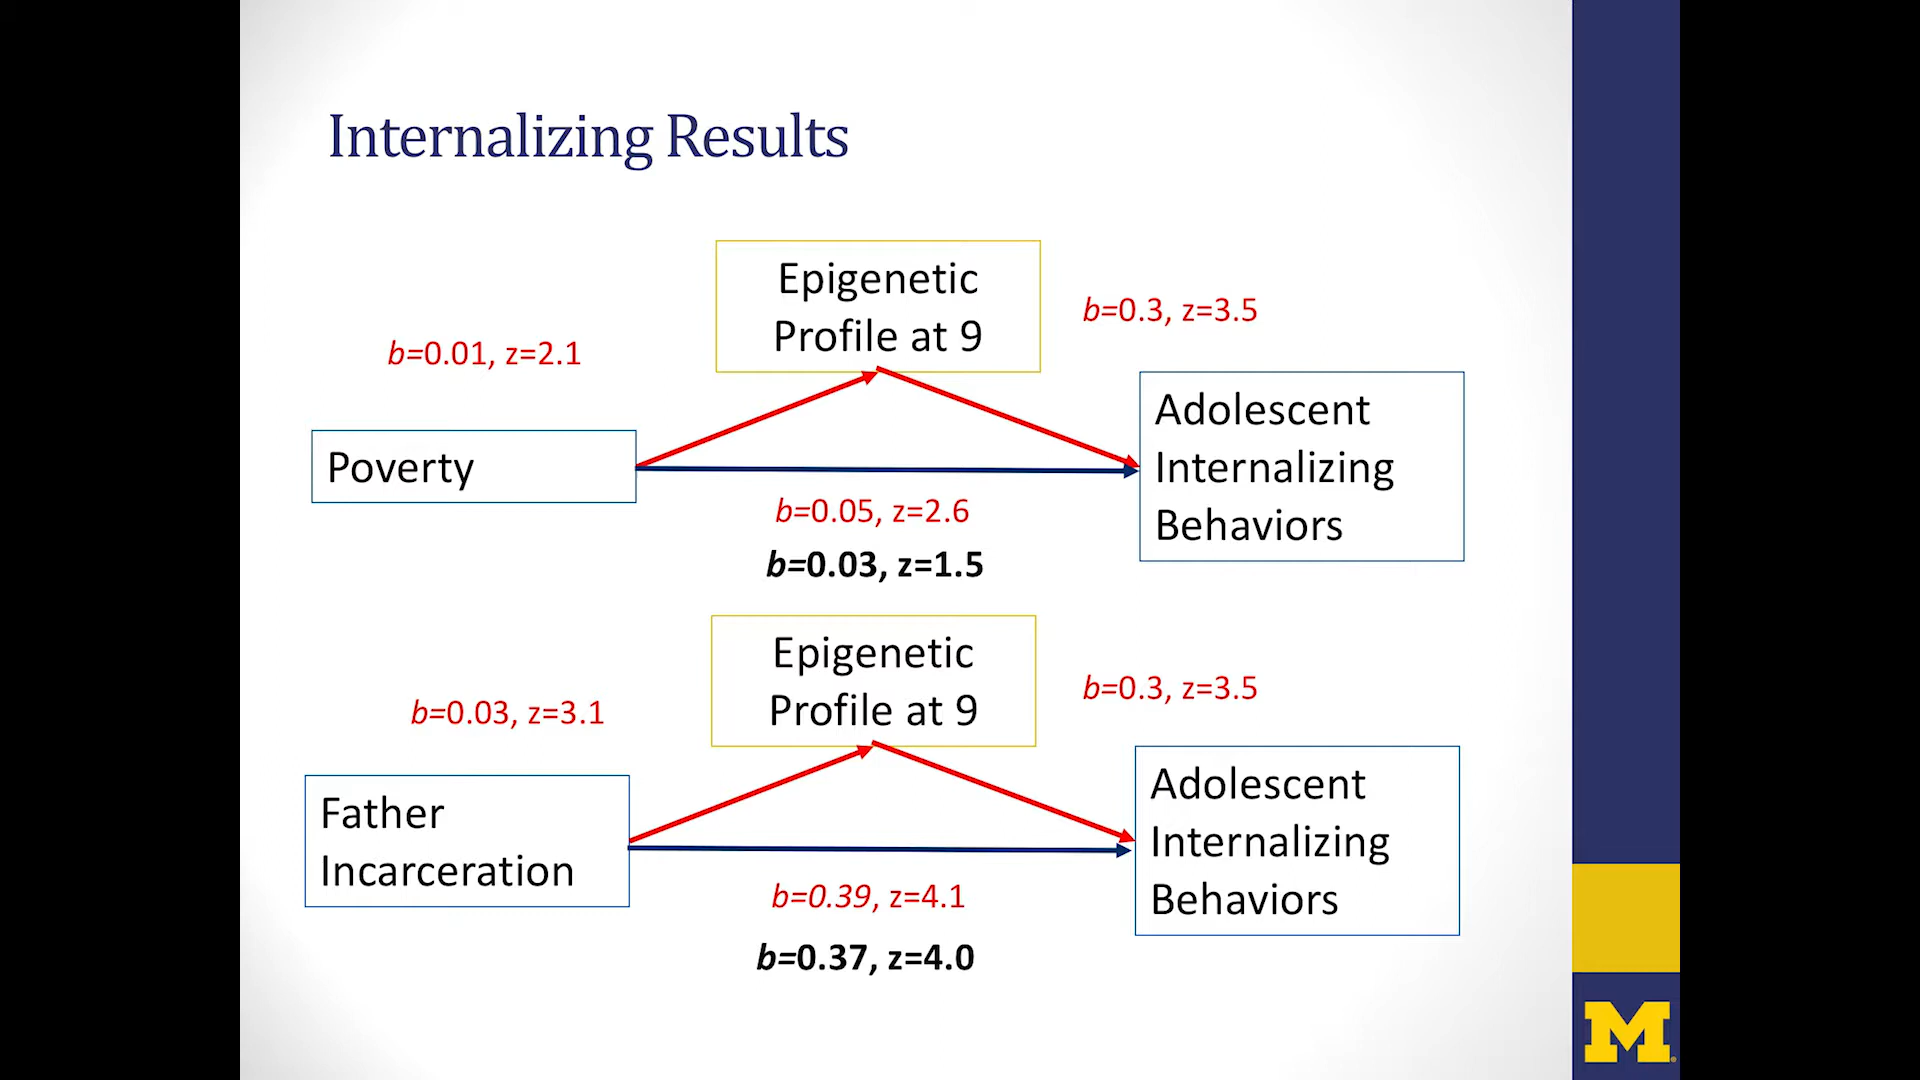 Internalizing Results
Epigenetic
Profile at 9
b=0.3, z=3.5
b=0.01, z=2.1
Adolescent
Internalizing
Behaviors
Poverty
b=0.05, z=2.6
b=0.03, z=1.5
Epigenetic
Profile at 9
b=0.3, z=3.5
b=0.03, z=3.1
Adolescent
Internalizing
Behaviors
Father
Incarceration
b=0.39, z=4.1
b=0.37, z=4.0
M